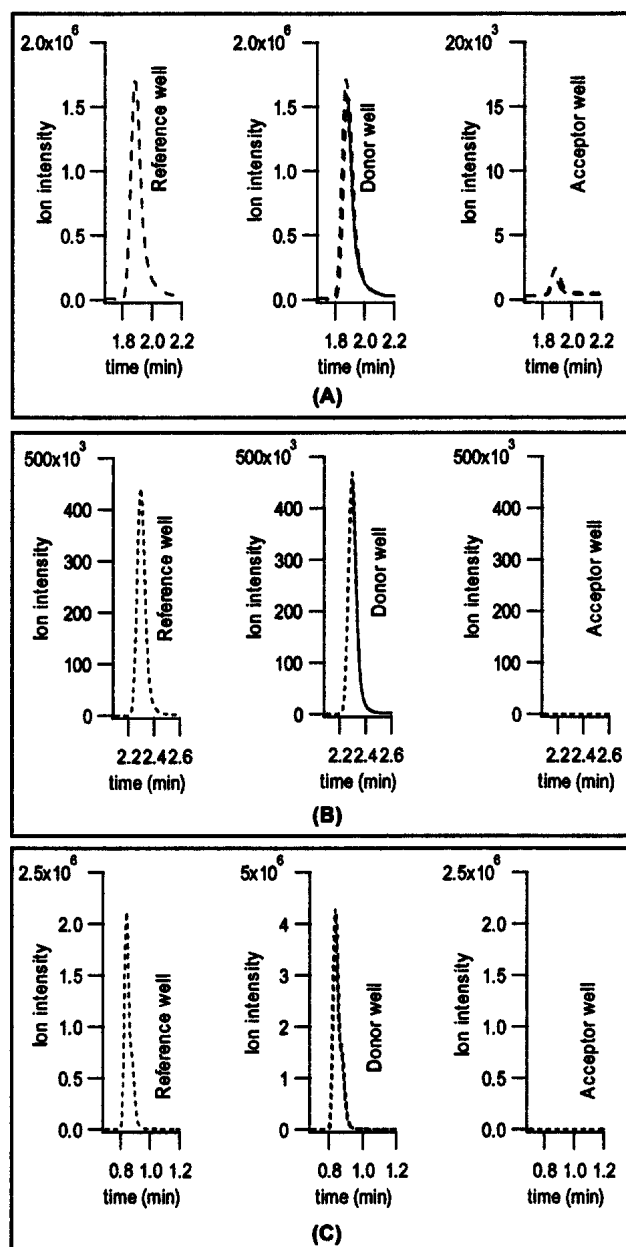 2.0x10⁶
1.5
1.0
0.5
0.0
Ion intensity
Reference well
1.8 2.0 2.2
time (min)
2.0x10⁶
1.5
1.0
0.5
0.0
Ion intensity
Donor well
1.8 2.0 2.2
time (min)
20x10³
15
10
5
0
Ion intensity
Acceptor well
1.8 2.0 2.2
time (min)
(A)
500x10³
400
300
200
100
0
Ion intensity
Reference well
2.22.42.6
time (min)
500x10³
400
300
200
100
0
Ion intensity
Donor well
2.22.42.6
time (min)
500x10³
400
300
200
100
0
Ion intensity
Acceptor well
2.22.42.6
time (min)
(B)
2.5x10⁶
2.0
1.5
1.0
0.5
0.0
Ion intensity
Reference well
0.8 1.0 1.2
time (min)
5x10⁶
4
3
2
1
0
Ion intensity
Donor well
0.8 1.0 1.2
time (min)
2.5x10⁶
2.0
1.5
1.0
0.5
0.0
Ion intensity
Acceptor well
0.8 1.0 1.2
time (min)
(C)